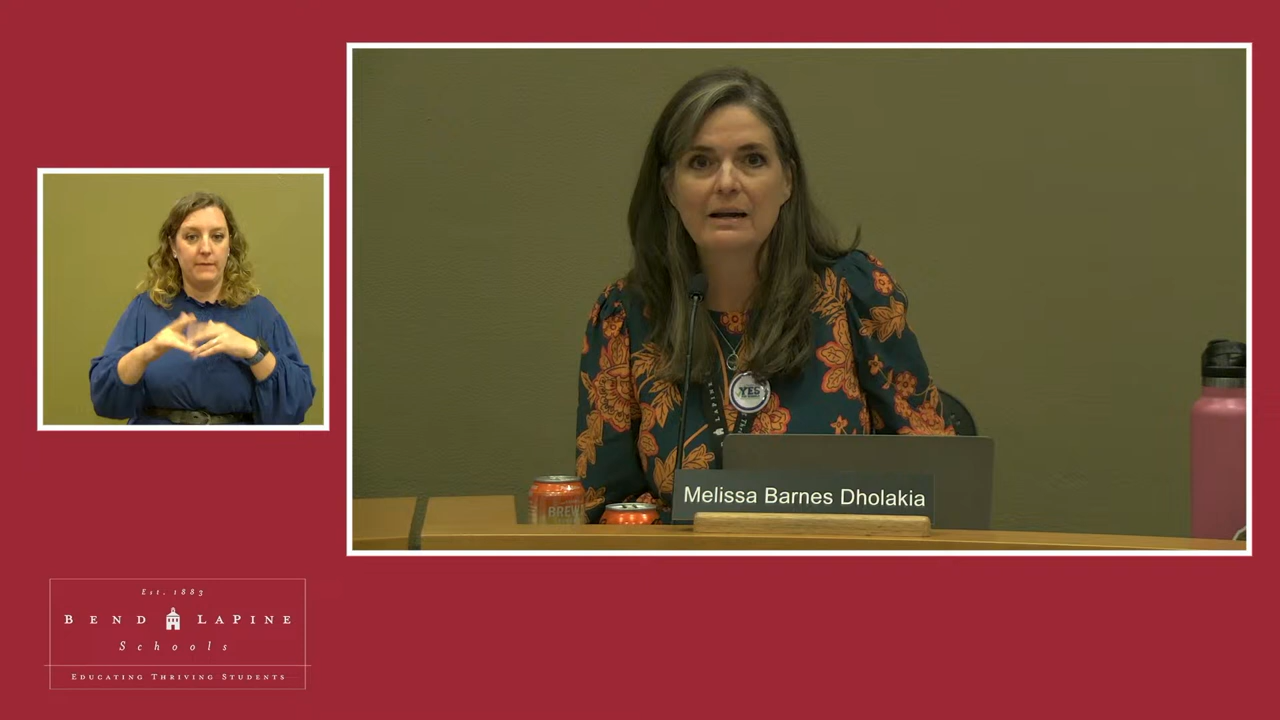 YES
BREW
Melissa Barnes Dholakia
Est. 1883
BEND LAPINE
Schools
EDUCATING THRIVING STUDENTS